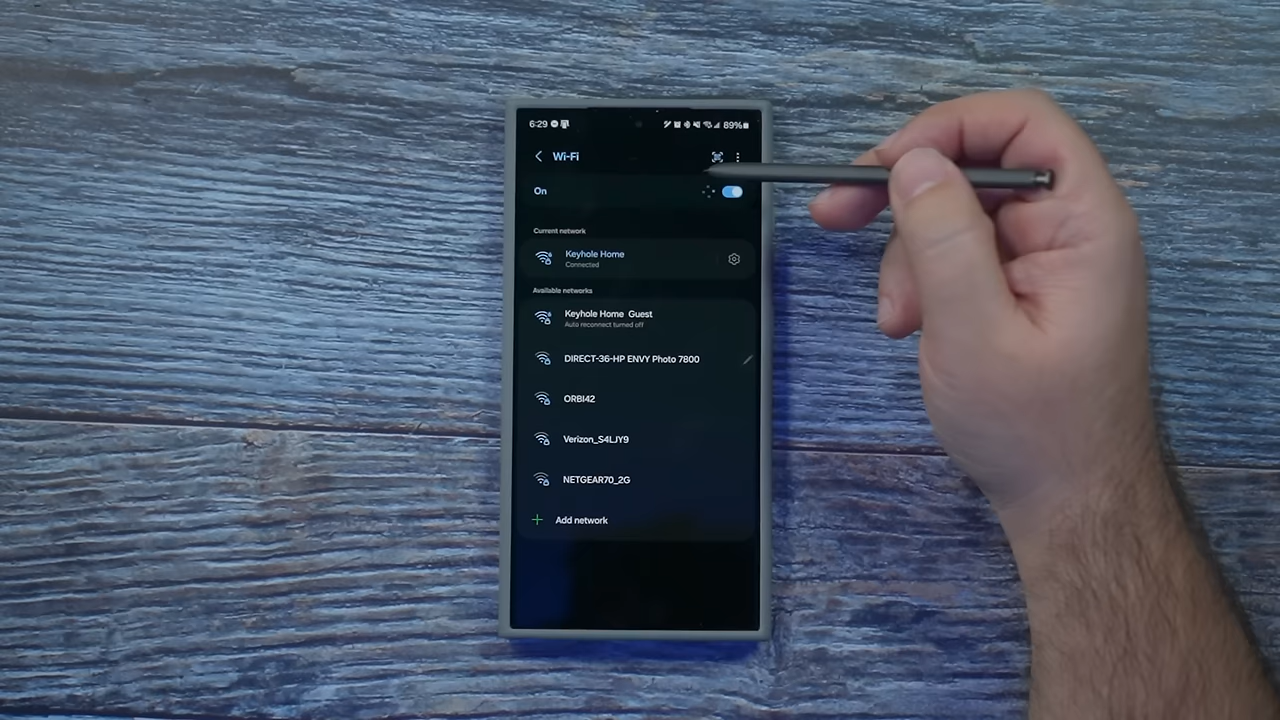 6:29
89%
Wi-Fi
On
Current network
Keyhole Home
Connected
Available networks
Keyhole Home Guest
Auto reconnect turned off
DIRECT-36-HP ENVY Photo 7800
ORBI42
Verizon_S4LJY9
NETGEAR70_2G
Add network